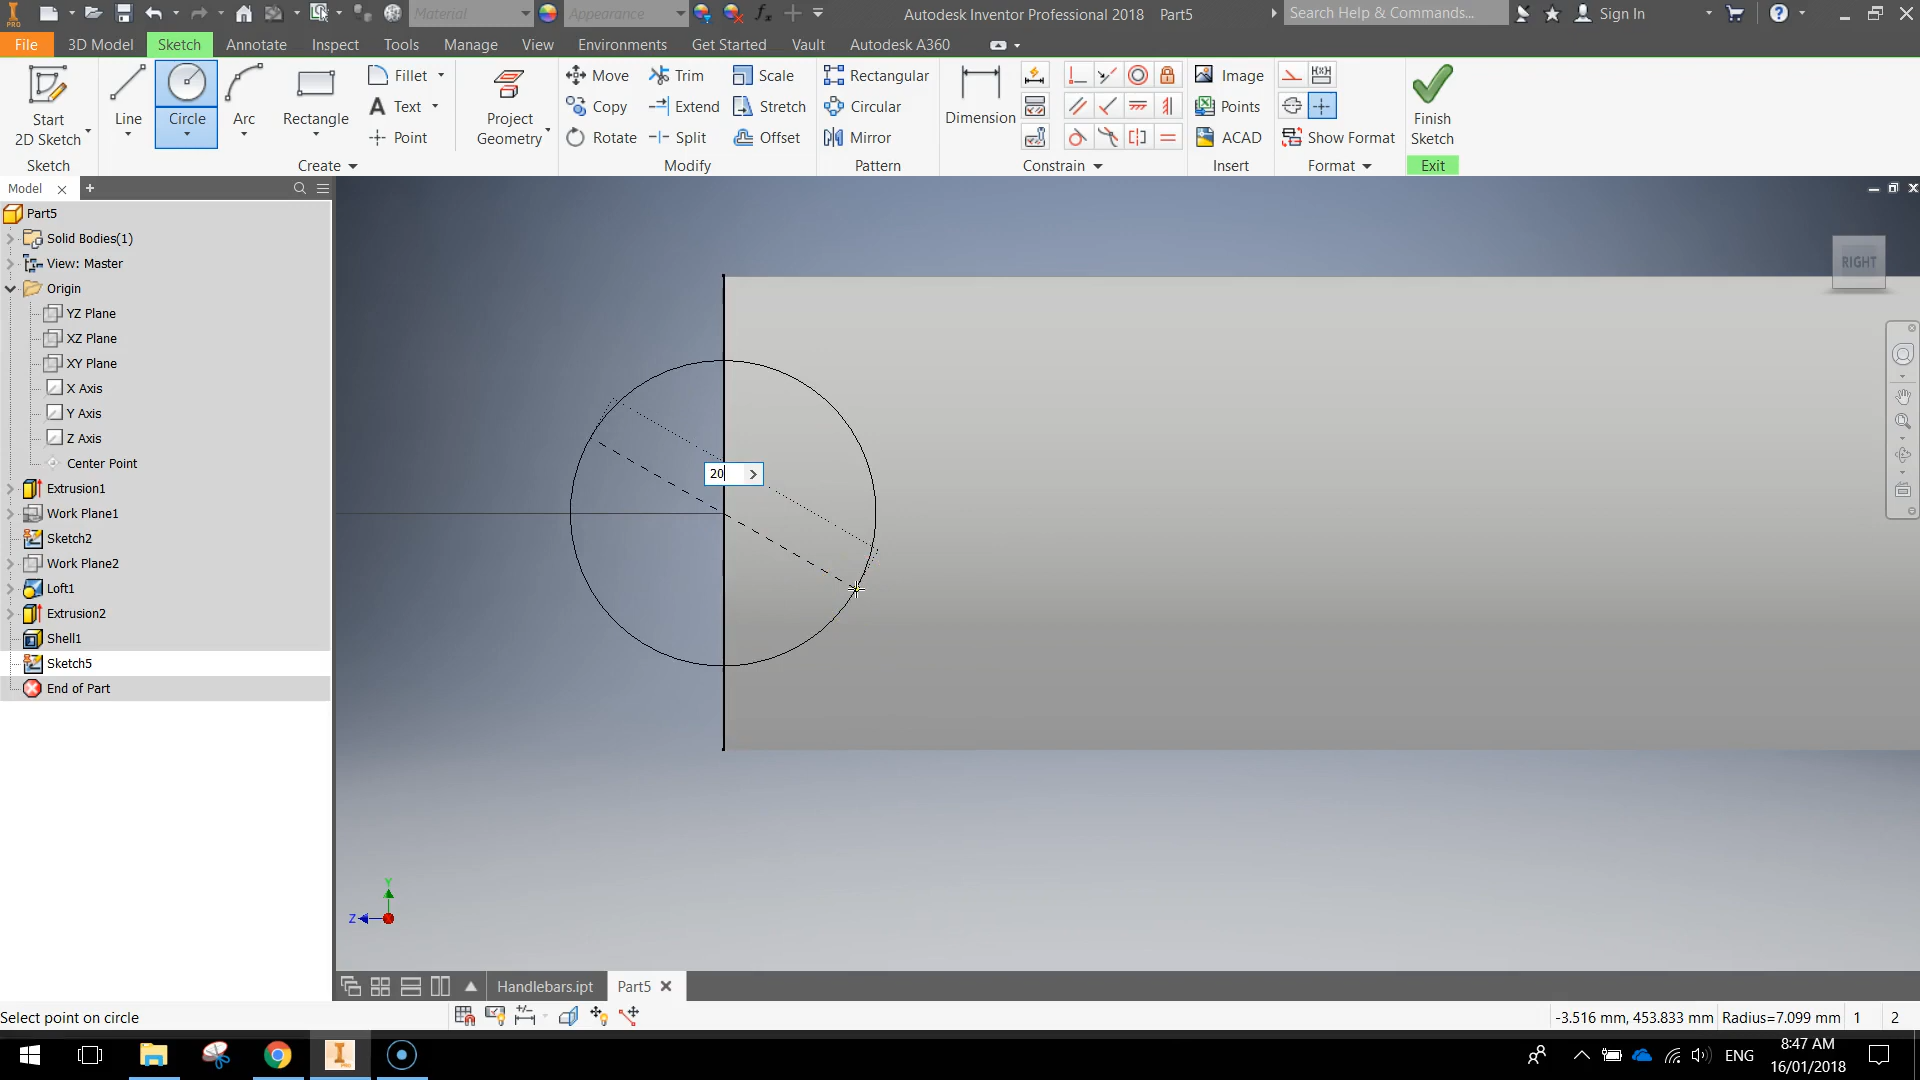 PRO Material Appearance Autodesk Inventor Professional 2018 Part5 Search Help & Commands... Sign In
File 3D Model Sketch Annotate Inspect Tools Manage View Environments Get Started Vault Autodesk A360
Start 2D Sketch Line Circle Arc Rectangle Fillet Text Point Project Geometry
Move Trim Scale Rectangular Image
Copy Extend Stretch Circular Points
Rotate Split Offset Mirror Dimension ACAD Show Format Finish Sketch
Sketch Create Modify Pattern Constrain Insert Format Exit
Model
Part5
Solid Bodies(1)
View: Master
Origin
YZ Plane
XZ Plane
XY Plane
X Axis
Y Axis
Z Axis
Center Point
Extrusion1
Work Plane1
Sketch2
Work Plane2
Loft1
Extrusion2
Shell1
Sketch5
End of Part
RIGHT
20
Y
Z
Handlebars.ipt Part5
Select point on circle -3.516 mm, 453.833 mm Radius=7.099 mm 1 2
ENG 8:47 AM
16/01/2018